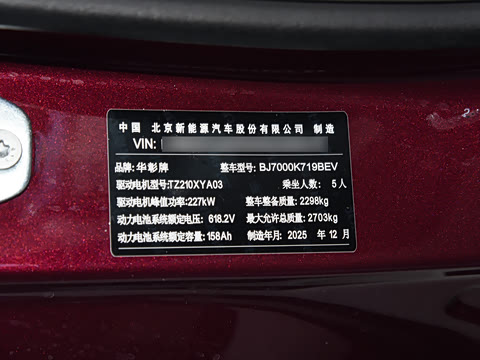 中国 北京新能源汽车股份有限公司 制造
VIN:
品牌:华彰牌 整车型号:BJ7000K719BEV
驱动电机型号:TZ210XYA03 乘坐人数: 5人
驱动电机峰值功率:227kW 整车整备质量:2298kg
动力电池系统额定电压: 618.2V 最大允许总质量:2703kg
动力电池系统额定容量:158Ah 制造年月:2025 年 12 月